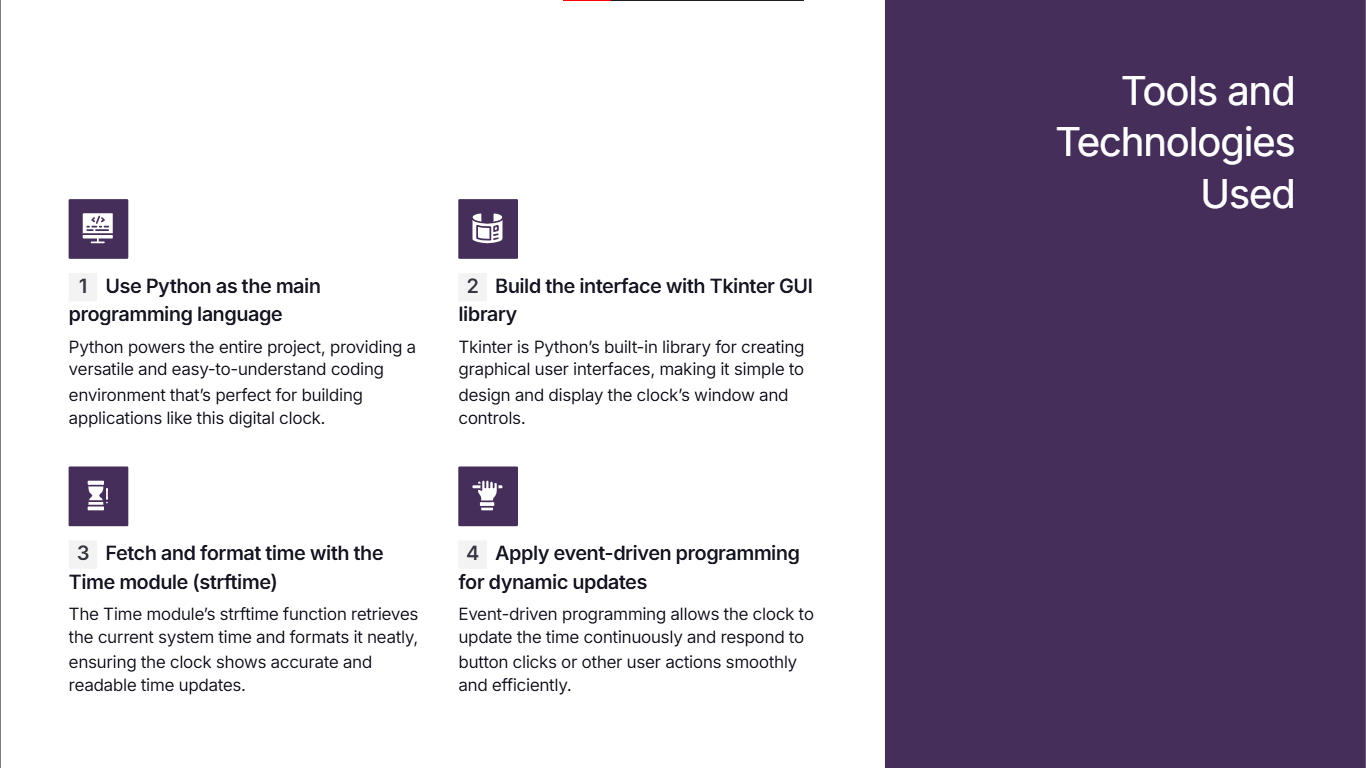 Tools and
Technologies
Used
1 Use Python as the main
programming language
Python powers the entire project, providing a
versatile and easy-to-understand coding
environment that’s perfect for building
applications like this digital clock.
2 Build the interface with Tkinter GUI
library
Tkinter is Python’s built-in library for creating
graphical user interfaces, making it simple to
design and display the clock’s window and
controls.
3 Fetch and format time with the
Time module (strftime)
The Time module’s strftime function retrieves
the current system time and formats it neatly,
ensuring the clock shows accurate and
readable time updates.
4 Apply event-driven programming
for dynamic updates
Event-driven programming allows the clock to
update the time continuously and respond to
button clicks or other user actions smoothly
and efficiently.